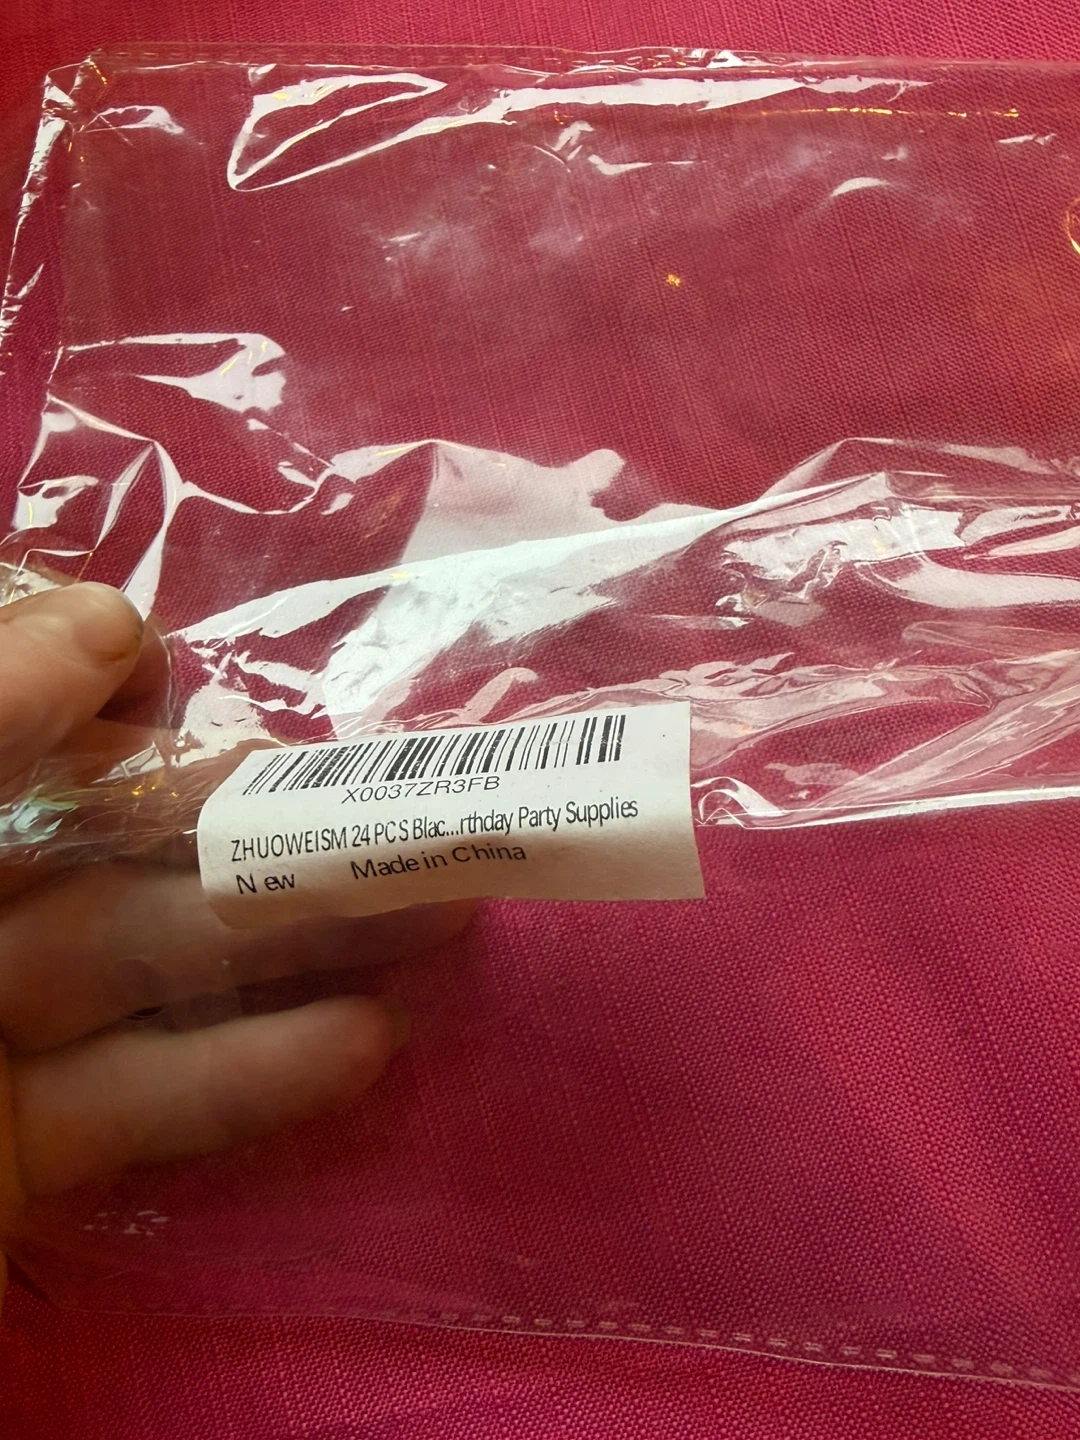 X0037ZR3FB
ZHUOWEISM 24 PCS Blac...rthday Party Supplies
New Made in China